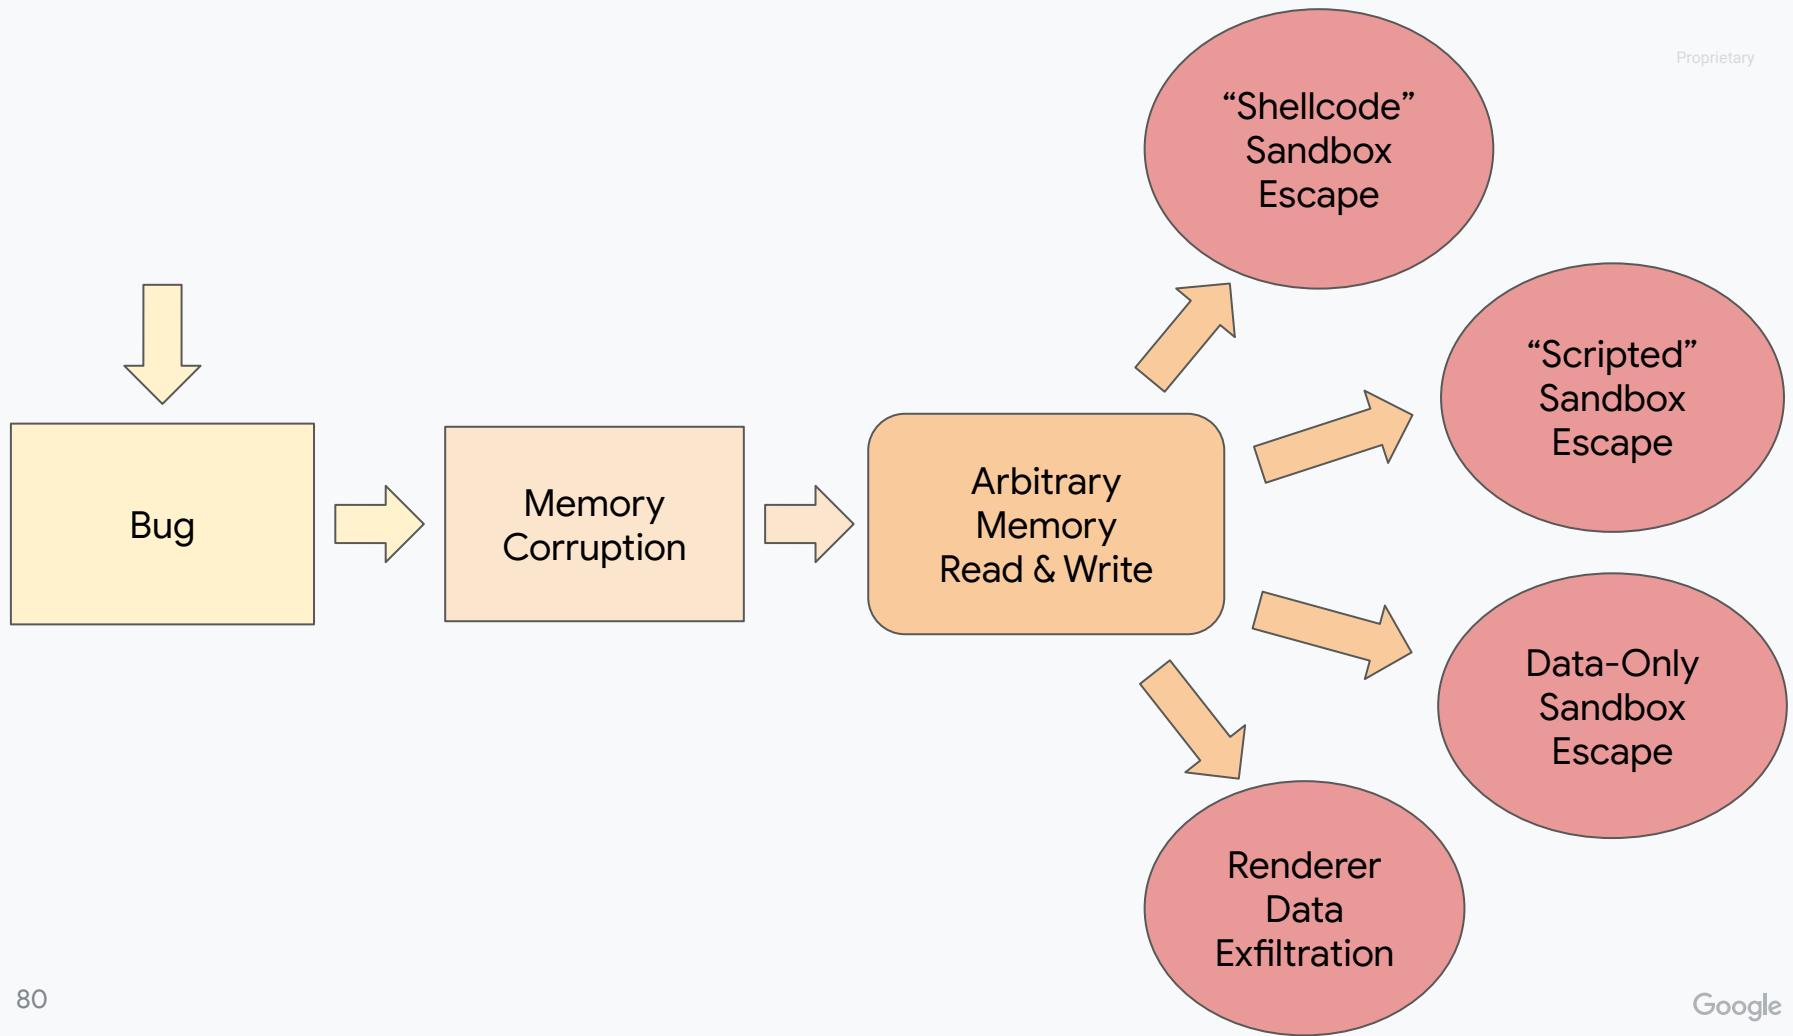 Proprietary
“Shellcode”
Sandbox
Escape
“Scripted”
Sandbox
Escape
Bug
Memory
Corruption
Arbitrary
Memory
Read & Write
Data-Only
Sandbox
Escape
Renderer
Data
Exfiltration
80
Google